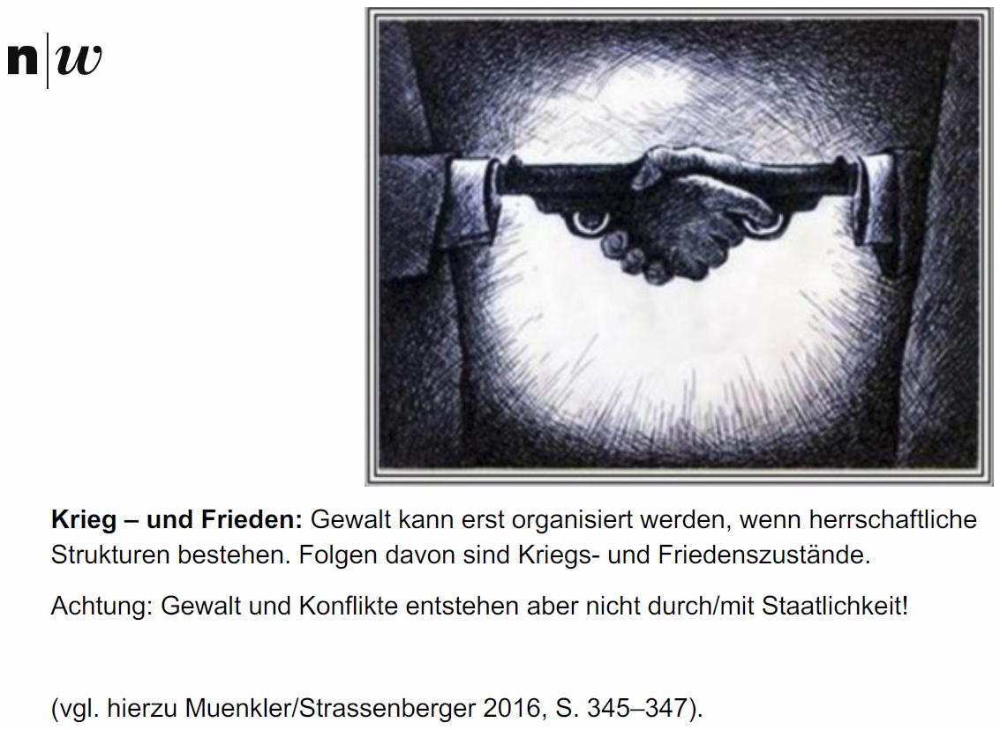 n|w
Krieg – und Frieden: Gewalt kann erst organisiert werden, wenn herrschaftliche
Strukturen bestehen. Folgen davon sind Kriegs- und Friedenszustände.
Achtung: Gewalt und Konflikte entstehen aber nicht durch/mit Staatlichkeit!
(vgl. hierzu Muenkler/Strassenberger 2016, S. 345–347).